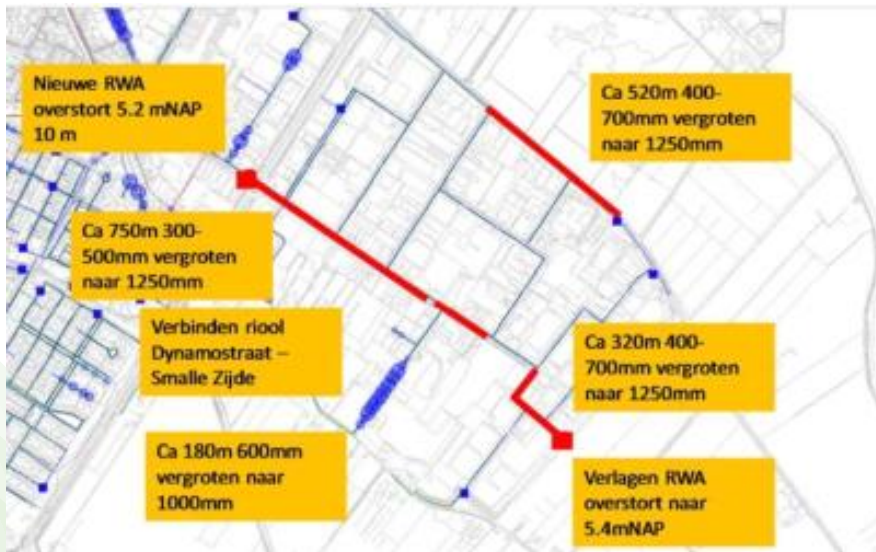 Nieuwe RWA
overstort 5.2 mNAP
10 m
Ca 520m 400-
700mm vergroten
naar 1250mm
Ca 750m 300-
500mm vergroten
naar 1250mm
Verbinden riool
Dynamostraat –
Smalle Zijde
Ca 320m 400-
700mm vergroten
naar 1250mm
Ca 180m 600mm
vergroten naar
1000mm
Verlagen RWA
overstort naar
5.4mNAP